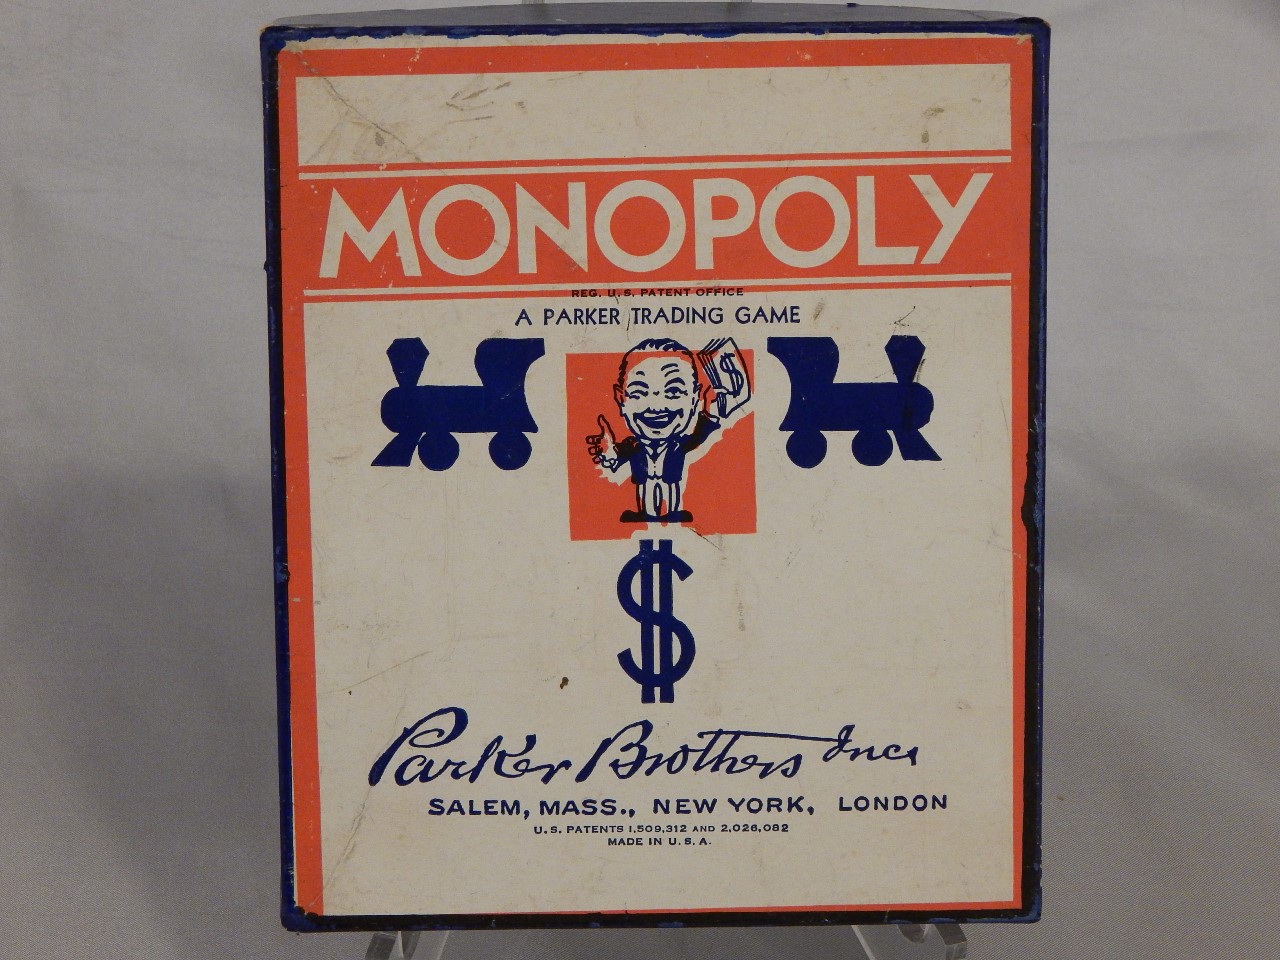 MONOPOLY
REG. U.S. PATENT OFFICE
A PARKER TRADING GAME
$
$
Parker Brothers Inc.
SALEM, MASS., NEW YORK, LONDON
U.S. PATENTS 1,509,312 AND 2,026,082
MADE IN U.S.A.